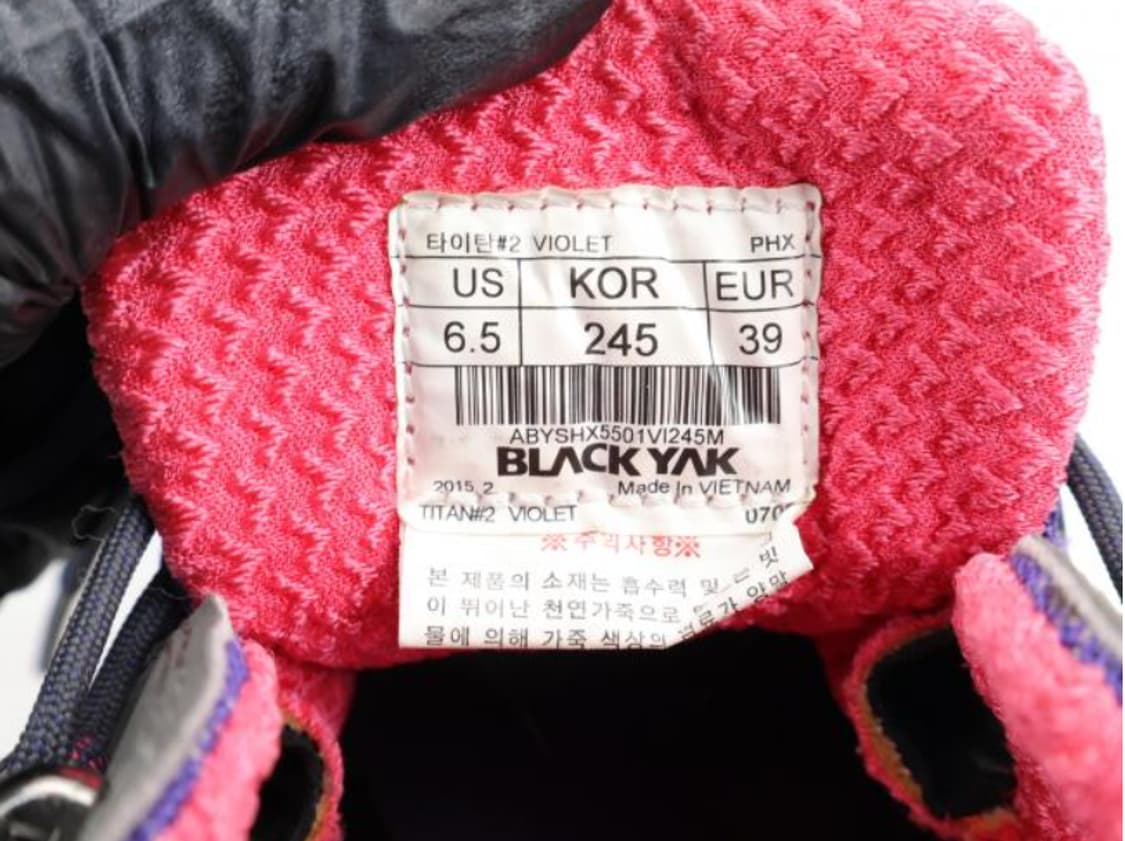 타이탄#2 VIOLET PHX
US KOR EUR
6.5 245 39
ABYSHX5501VI245M
BLACK YAK
2015 2 Made In VIETNAM
TITAN#2 VIOLET
※주의사항※
본 제품의 소재는 흡수력 및
이 뛰어난 천연가죽으로
물에 의해 가죽 색상의